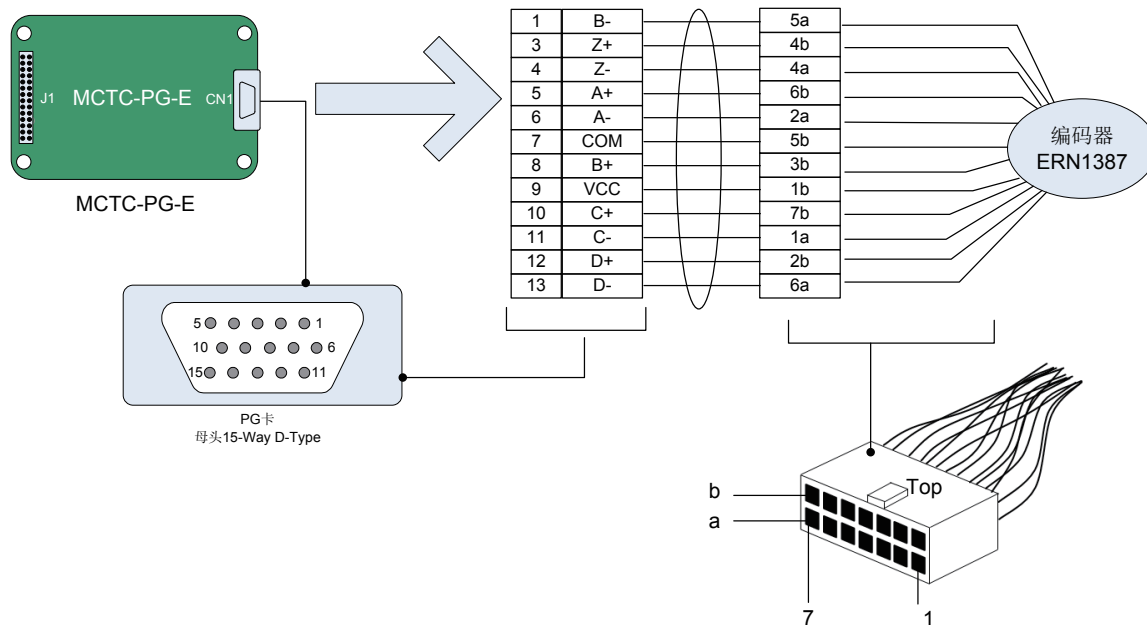 J1 MCTC-PG-E CN1
MCTC-PG-E
1 B- 5a
3 Z+ 4b
4 Z- 4a
5 A+ 6b
6 A- 2a
7 COM 5b
8 B+ 3b
9 VCC 1b
10 C+ 7b
11 C- 1a
12 D+ 2b
13 D- 6a
编码器
ERN1387
5 1
10 6
15 11
PG卡
母头15-Way D-Type
Top
b
a
7 1